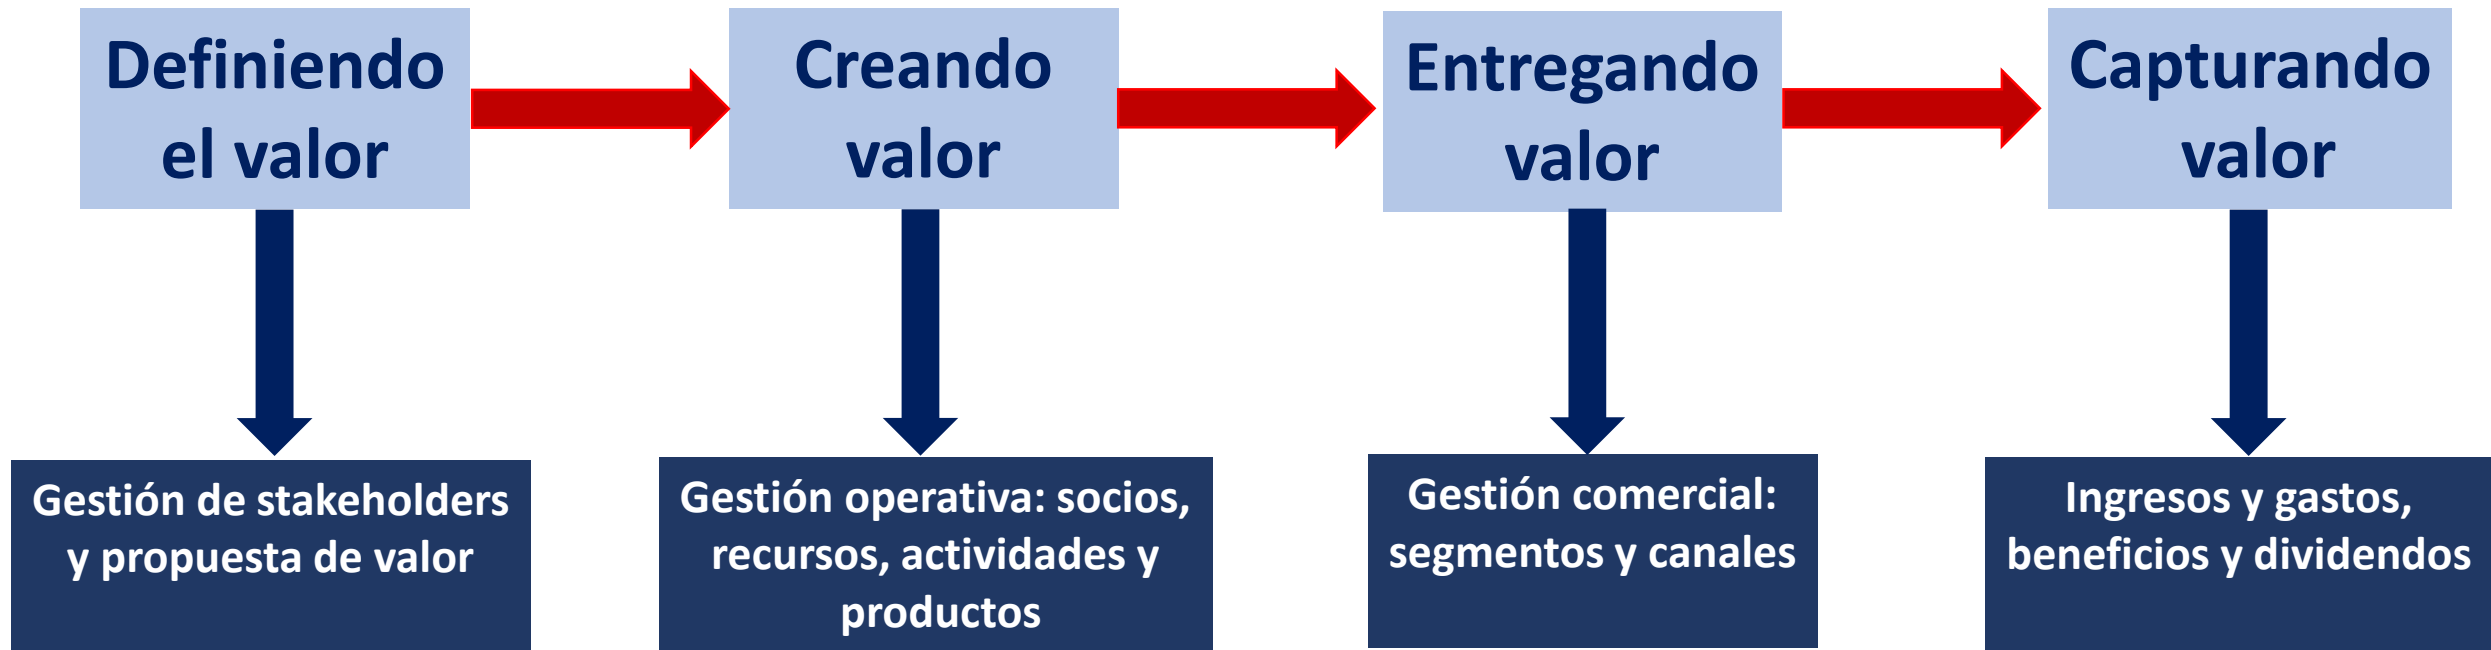 Definiendo
el valor
Creando
valor
Entregando
valor
Capturando
valor
Gestión de stakeholders
y propuesta de valor
Gestión operativa: socios,
recursos, actividades y
productos
Gestión comercial:
segmentos y canales
Ingresos y gastos,
beneficios y dividendos